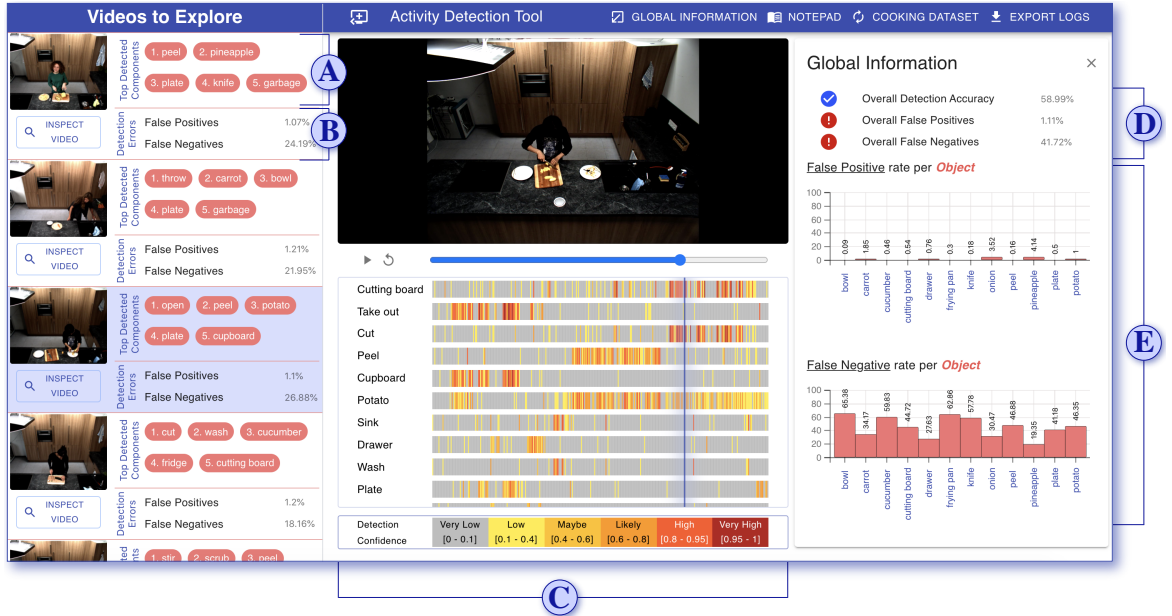 Videos to Explore
Activity Detection Tool
GLOBAL INFORMATION
NOTEPAD
COOKING DATASET
EXPORT LOGS
Top Detected
Components
1. peel
2. pineapple
3. plate
4. knife
5. garbage
A
INSPECT
VIDEO
Detection
Errors
False Positives
1.07%
False Negatives
24.19%
B
Top Detected
Components
1. throw
2. carrot
3. bowl
4. plate
5. garbage
INSPECT
VIDEO
Detection
Errors
False Positives
1.21%
False Negatives
21.95%
Top Detected
Components
1. open
2. peel
3. potato
4. plate
5. cupboard
INSPECT
VIDEO
Detection
Errors
False Positives
1.1%
False Negatives
26.88%
Top Detected
Components
1. cut
2. wash
3. cucumber
4. fridge
5. cutting board
INSPECT
VIDEO
Detection
Errors
False Positives
1.2%
False Negatives
18.16%
1. stir
2. scrub
3. peel
Cutting board
Take out
Cut
Peel
Cupboard
Potato
Sink
Drawer
Wash
Plate
Detection
Confidence
Very Low
[0 - 0.1]
Low
[0.1 - 0.4]
Maybe
[0.4 - 0.6]
Likely
[0.6 - 0.8]
High
[0.8 - 0.95]
Very High
[0.95 - 1]
C
Global Information
Overall Detection Accuracy
58.99%
Overall False Positives
1.11%
Overall False Negatives
41.72%
D
False Positive rate per Object
100
80
60
40
20
0
0.09
1.85
0.46
0.54
0.76
0.3
0.18
3.52
0.16
4.14
0.5
1
bowl
carrot
cucumber
cutting board
drawer
frying pan
knife
onion
peel
pineapple
plate
potato
E
False Negative rate per Object
100
80
60
40
20
0
65.38
34.17
59.83
44.72
27.63
62.86
57.78
30.47
46.88
19.35
41.18
46.35
bowl
carrot
cucumber
cutting board
drawer
frying pan
knife
onion
peel
pineapple
plate
potato